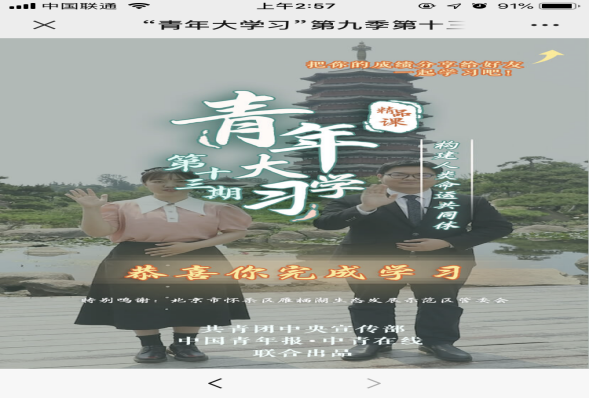 中国联通
上午2:57
91%
“青年大学习”第九季第十三
把你的成绩分享给好友
一起学习吧!
青年大学习
精品课
第十三期
构建人类命运共同体
恭喜你完成学习
特别鸣谢:北京市怀柔区雁栖湖生态发展示范区管委会
共青团中央宣传部
中国青年报·中青在线
联合出品